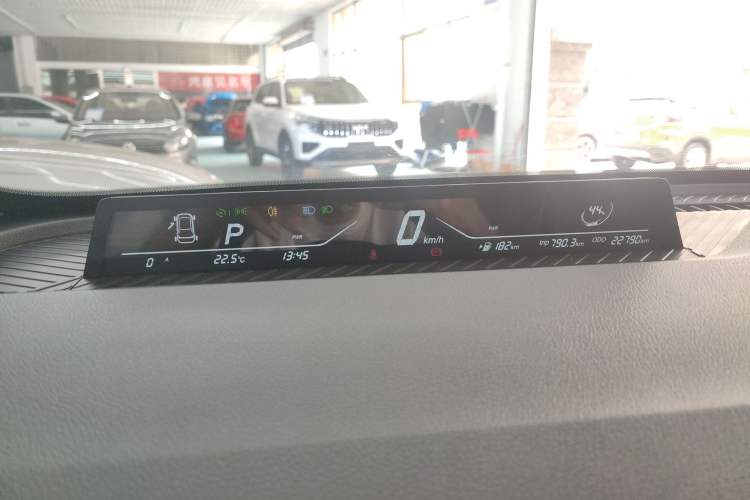 P
0 km/h
44%
0 A
22.5°C
13:45
182km
trip 790.3km
ODO 22790km